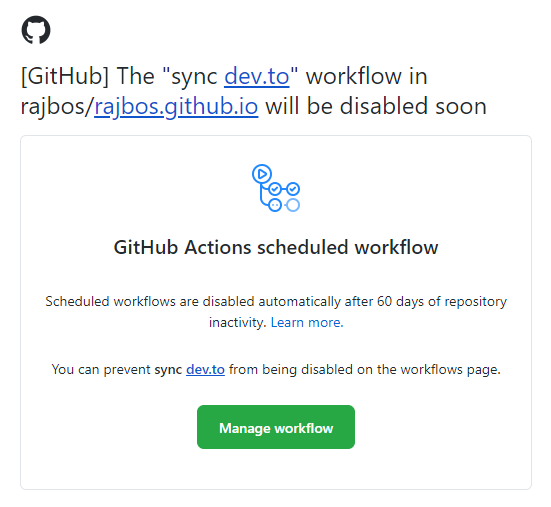 [GitHub] The "sync dev.to" workflow in
rajbos/rajbos.github.io will be disabled soon
GitHub Actions scheduled workflow
Scheduled workflows are disabled automatically after 60 days of repository
inactivity. Learn more.
You can prevent sync dev.to from being disabled on the workflows page.
Manage workflow